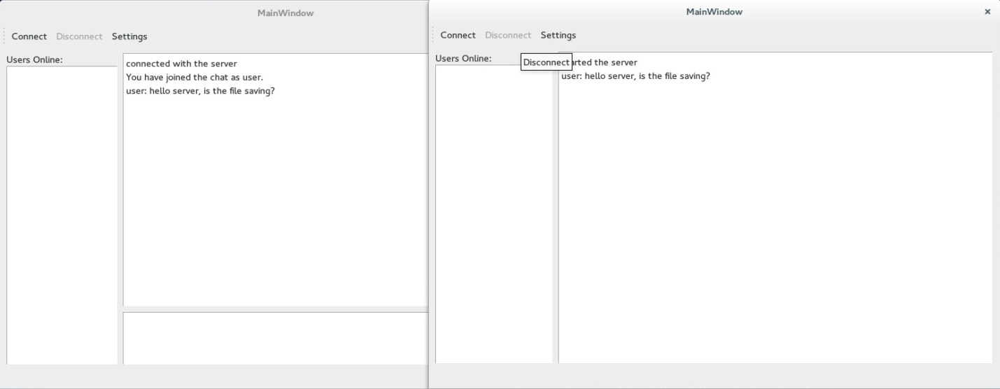 MainWindow
Connect Disconnect Settings
Users Online:
connected with the server
You have joined the chat as user.
user: hello server, is the file saving?
MainWindow ×
Connect Disconnect Settings
Users Online:
Disconnect
arted the server
user: hello server, is the file saving?